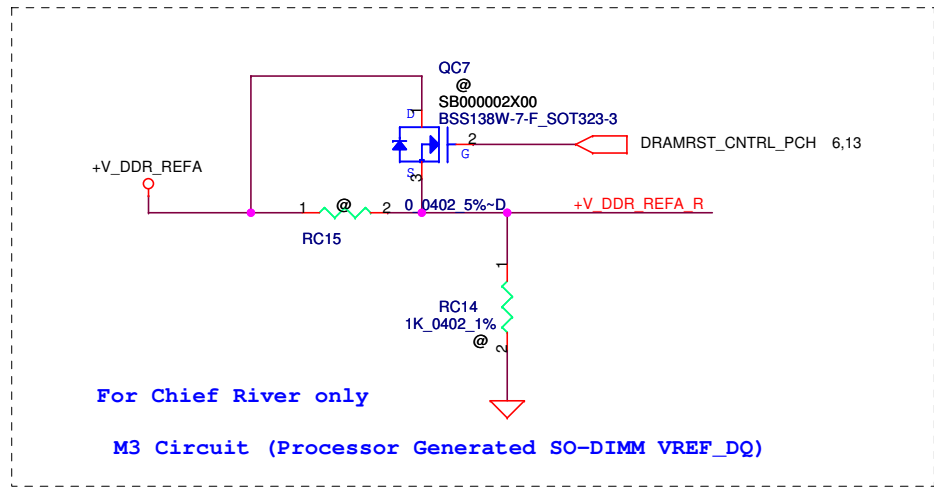 QC7
@
SB000002X00
BSS138W-7-F_SOT323-3
D
1
2
G
S
3
DRAMRST_CNTRL_PCH 6,13
+V_DDR_REFA
1
@
2
0_0402_5%~D
+V_DDR_REFA_R
RC15
1
RC14
1K_0402_1%
@
2
For Chief River only
M3 Circuit (Processor Generated SO-DIMM VREF_DQ)